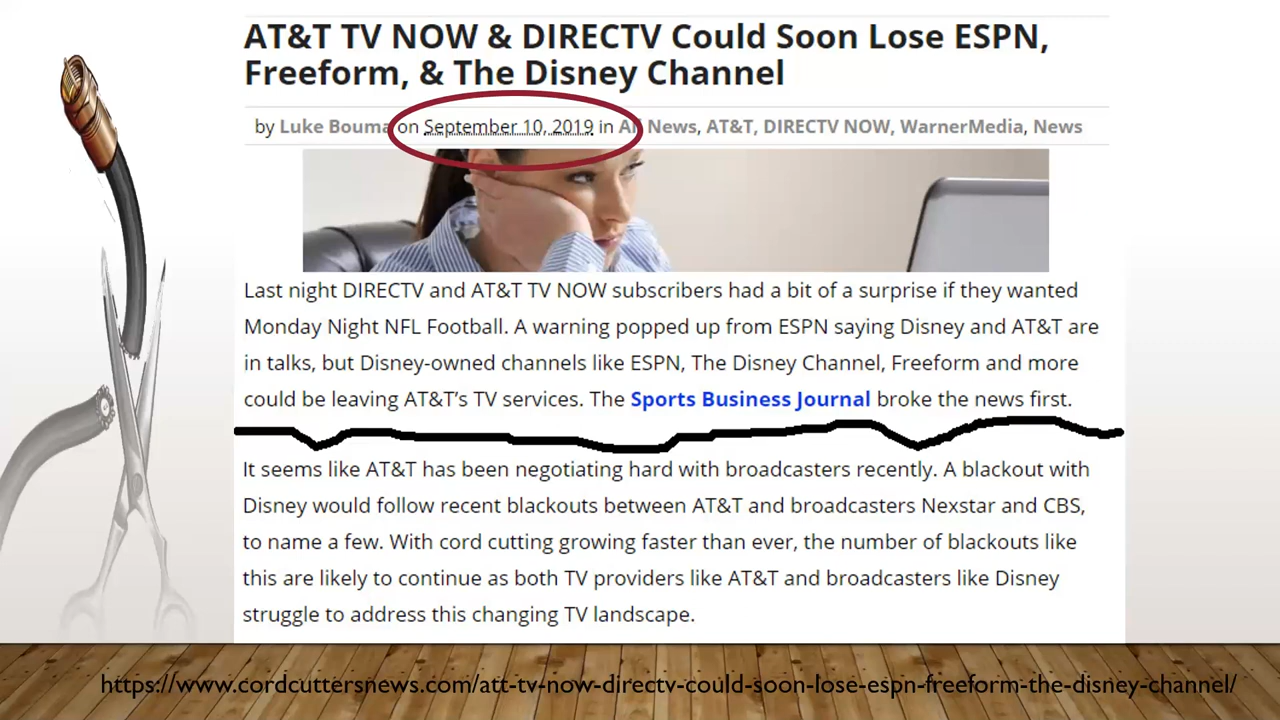 AT&T TV NOW & DIRECTV Could Soon Lose ESPN,
Freeform, & The Disney Channel
by Luke Bouma on September 10, 2019 in All News, AT&T, DIRECTV NOW, WarnerMedia, News
Last night DIRECTV and AT&T TV NOW subscribers had a bit of a surprise if they wanted
Monday Night NFL Football. A warning popped up from ESPN saying Disney and AT&T are
in talks, but Disney-owned channels like ESPN, The Disney Channel, Freeform and more
could be leaving AT&T’s TV services. The Sports Business Journal broke the news first.
It seems like AT&T has been negotiating hard with broadcasters recently. A blackout with
Disney would follow recent blackouts between AT&T and broadcasters Nexstar and CBS,
to name a few. With cord cutting growing faster than ever, the number of blackouts like
this are likely to continue as both TV providers like AT&T and broadcasters like Disney
struggle to address this changing TV landscape.
https://www.cordcuttersnews.com/att-tv-now-directv-could-soon-lose-espn-freeform-the-disney-channel/